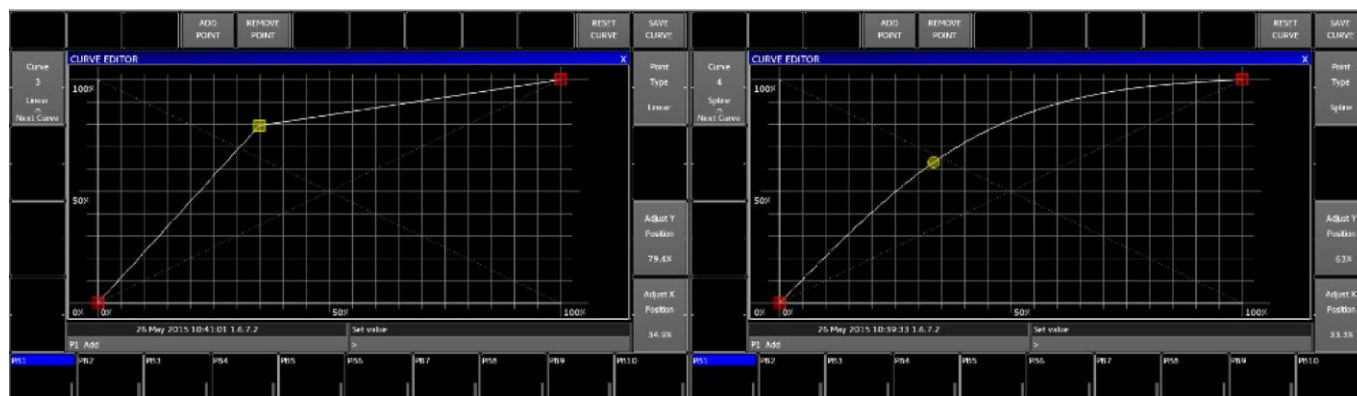 ADD
POINT
REMOVE
POINT
RESET
CURVE
SAVE
CURVE
Curve
3
Linear
Next Curve
CURVE EDITOR X
100%
50%
0% 0% 50% 100%
Point
Type
Linear
Adjust Y
Position
79.4%
Adjust X
Position
34.9%
26 May 2015 10:41:01 1.6.7.2 Set value
P1 Add >
PB1 PB2 PB3 PB4 PB5 PB6 PB7 PB8 PB9 PB10
ADD
POINT
REMOVE
POINT
RESET
CURVE
SAVE
CURVE
Curve
4
Spline
Next Curve
CURVE EDITOR X
100%
50%
0% 0% 50% 100%
Point
Type
Spline
Adjust Y
Position
63%
Adjust X
Position
33.3%
26 May 2015 10:39:33 1.6.7.2 Set value
P1 Add >
PB1 PB2 PB3 PB4 PB5 PB6 PB7 PB8 PB9 PB10